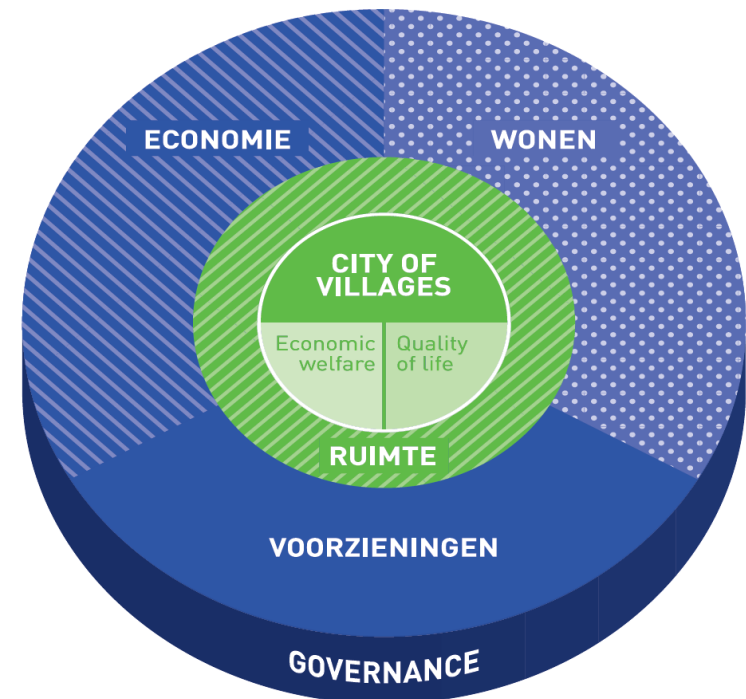 ECONOMIE
WONEN
CITY OF
VILLAGES
Economic
welfare
Quality
of life
RUIMTE
VOORZIENINGEN
GOVERNANCE